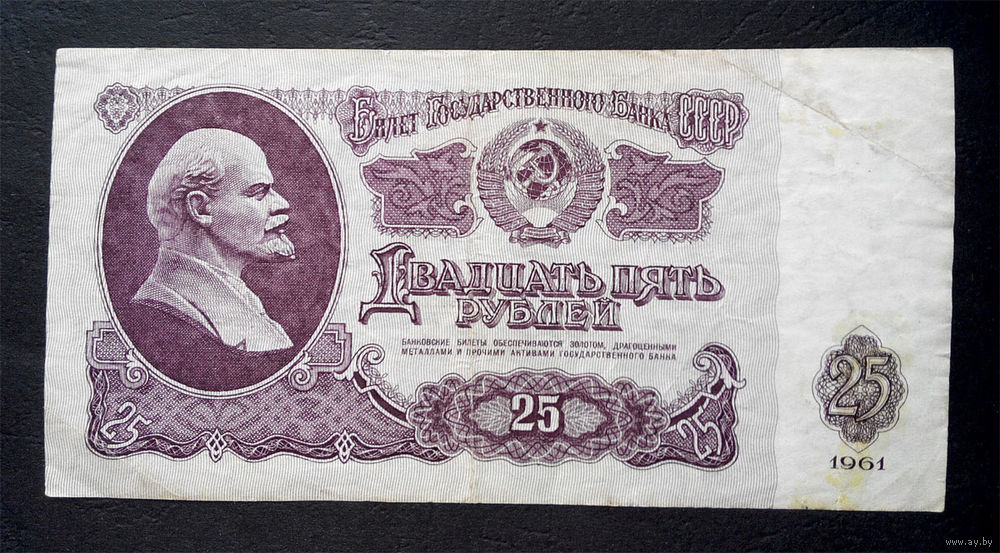 Билет Государственного Банка СССР
Двадцать пять
рублей
БАНКОВСКИЕ БИЛЕТЫ ОБЕСПЕЧИВАЮТСЯ ЗОЛОТОМ, ДРАГОЦЕННЫМИ
МЕТАЛЛАМИ И ПРОЧИМИ АКТИВАМИ ГОСУДАРСТВЕННОГО БАНКА
25
25
25
25
1961
www.ay.by